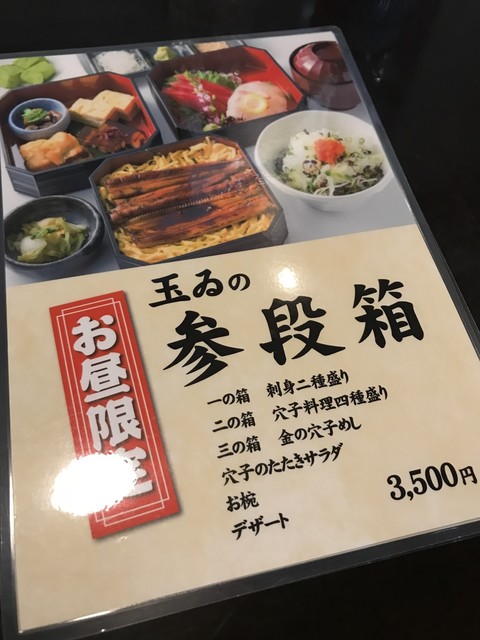 玉ゐの
参段箱
お昼限定
一の箱 刺身二種盛り
二の箱 穴子料理四種盛り
三の箱 金の穴子めし
穴子のたたきサラダ
お椀
デザート
3,500円